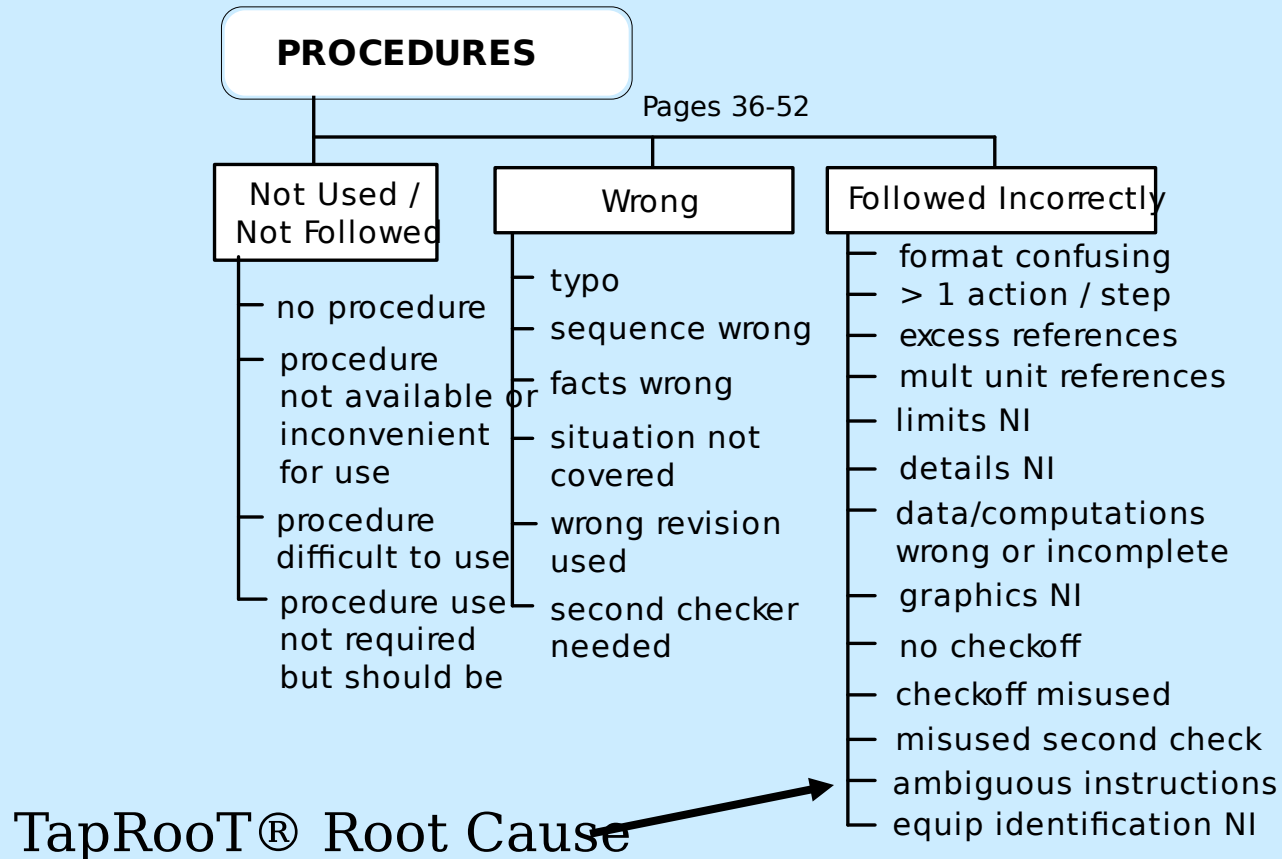 PROCEDURES
Pages 36-52
Not Used /
Not Followed
no procedure
procedure
not available or
inconvenient
for use
procedure
difficult to use
procedure use
not required
but should be
Wrong
typo
sequence wrong
facts wrong
situation not
covered
wrong revision
used
second checker
needed
Followed Incorrectly
format confusing
> 1 action / step
excess references
mult unit references
limits NI
details NI
data/computations
wrong or incomplete
graphics NI
no checkoff
checkoff misused
misused second check
ambiguous instructions
equip identification NI
TapRooT® Root Cause